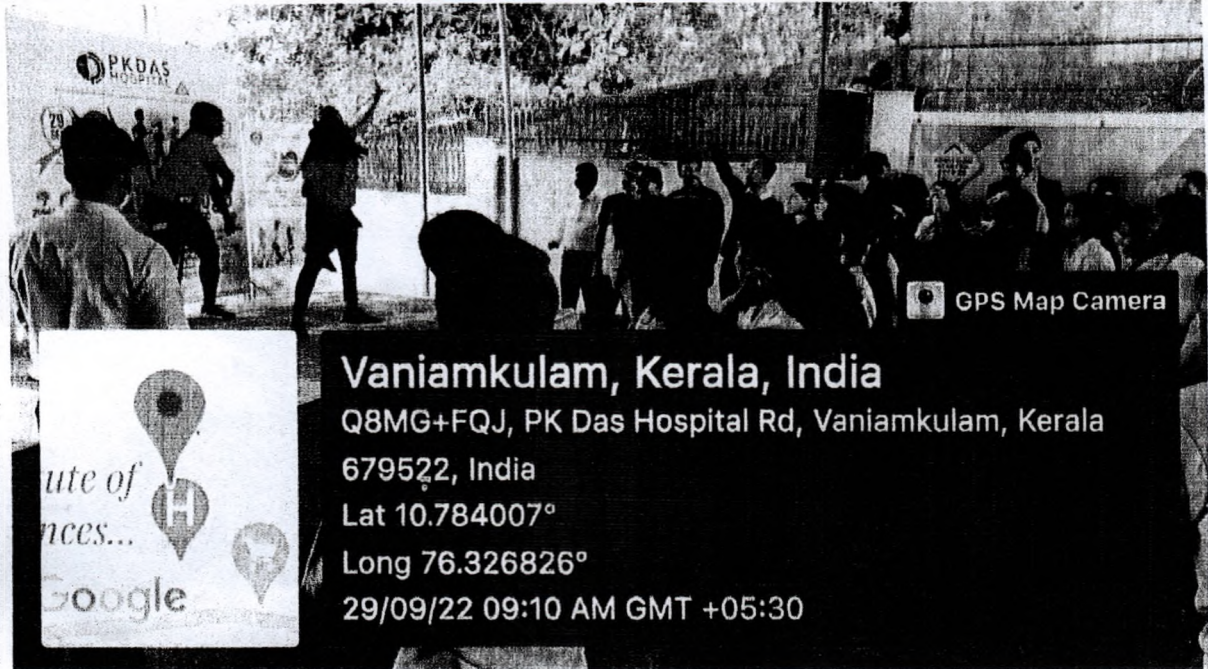 PKDAS
HOSPITAL
29
GPS Map Camera
Vaniamkulam, Kerala, India
Q8MG+FQJ, PK Das Hospital Rd, Vaniamkulam, Kerala
679522, India
Lat 10.784007°
Long 76.326826°
29/09/22 09:10 AM GMT +05:30
ute of
nces...
H
Google